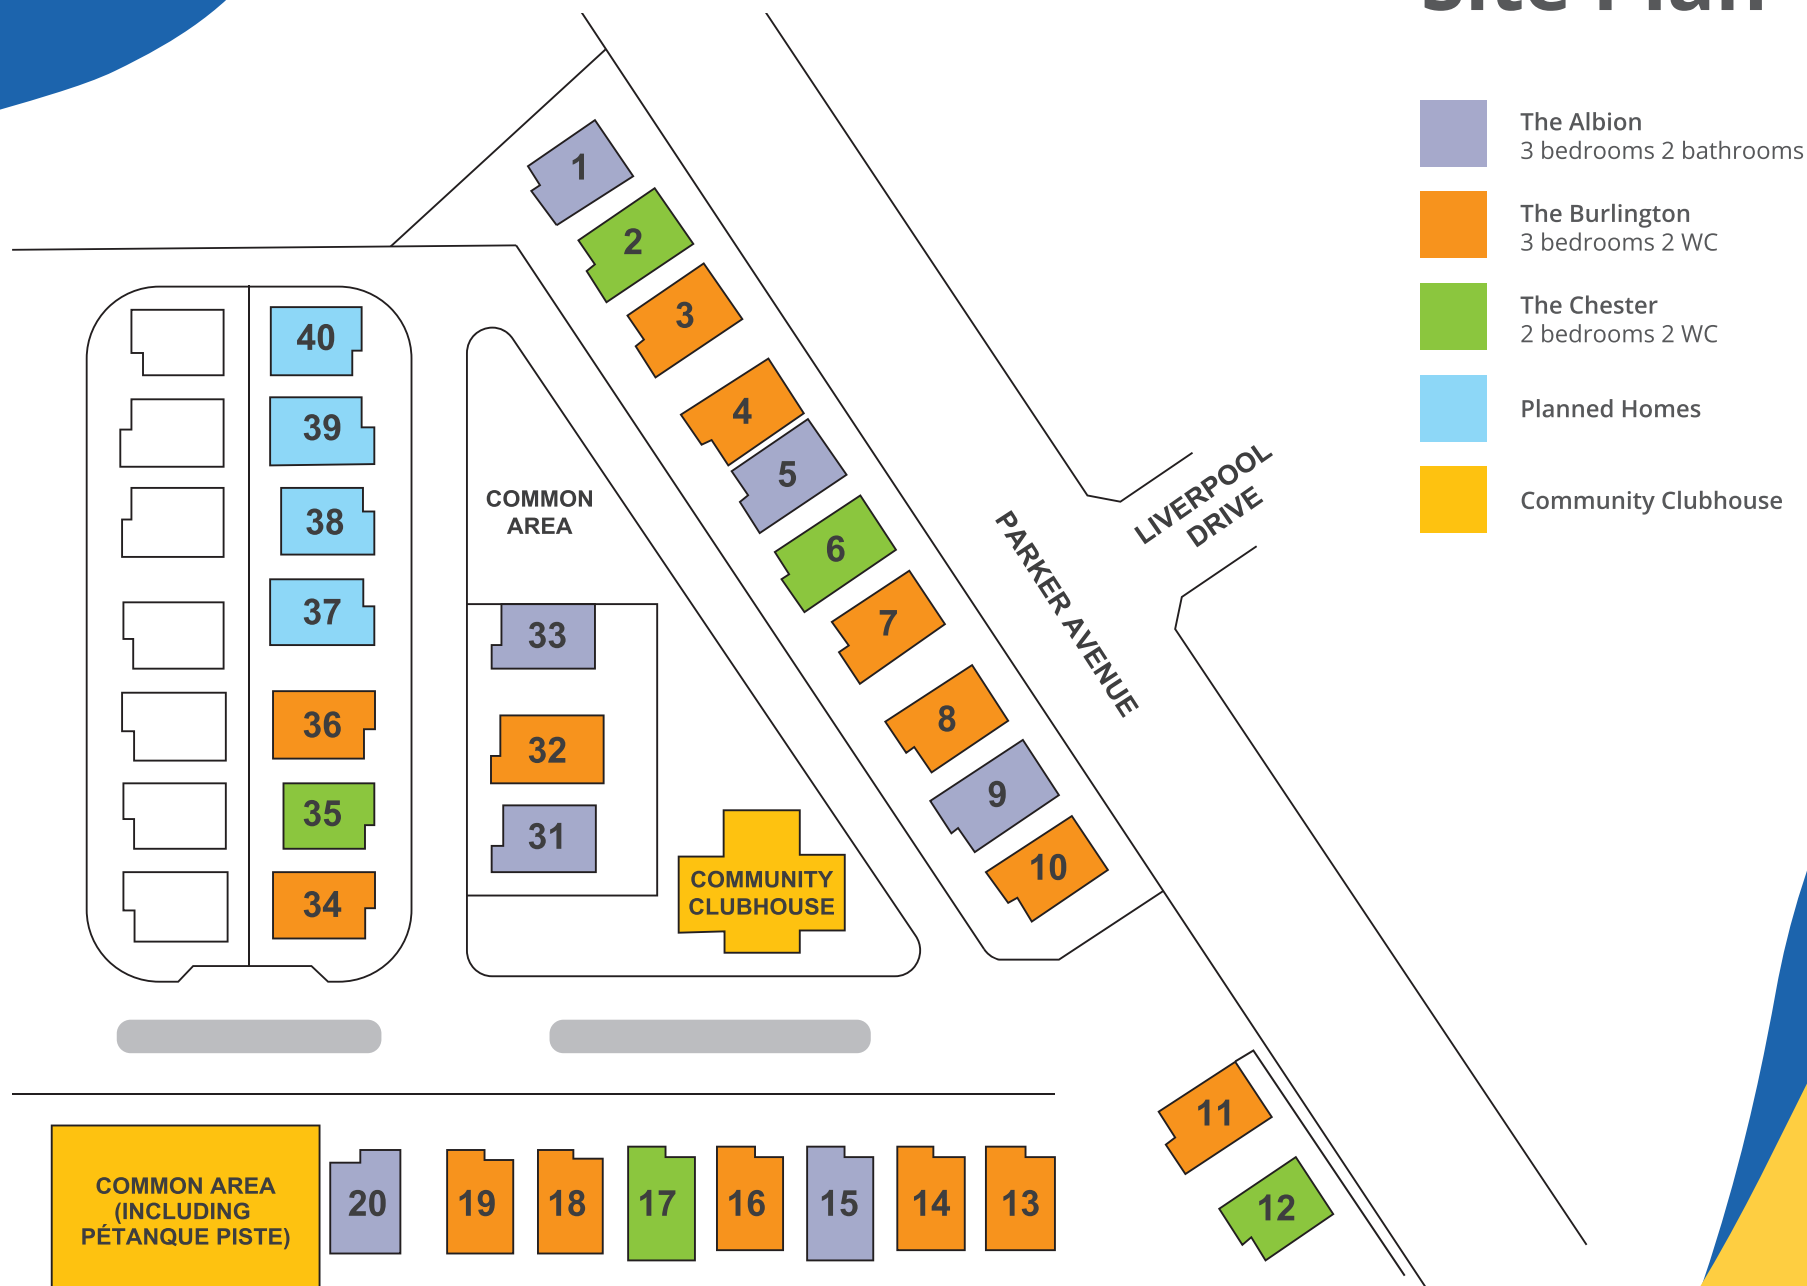 Site Plan
The Albion
3 bedrooms 2 bathrooms
The Burlington
3 bedrooms 2 WC
The Chester
2 bedrooms 2 WC
Planned Homes
Community Clubhouse
1
2
3
4
5
6
7
8
9
10
11
12
PARKER AVENUE
LIVERPOOL
DRIVE
COMMON
AREA
40
39
38
37
36
35
34
33
32
31
COMMUNITY
CLUBHOUSE
COMMON AREA
(INCLUDING
PÉTANQUE PISTE)
20
19
18
17
16
15
14
13